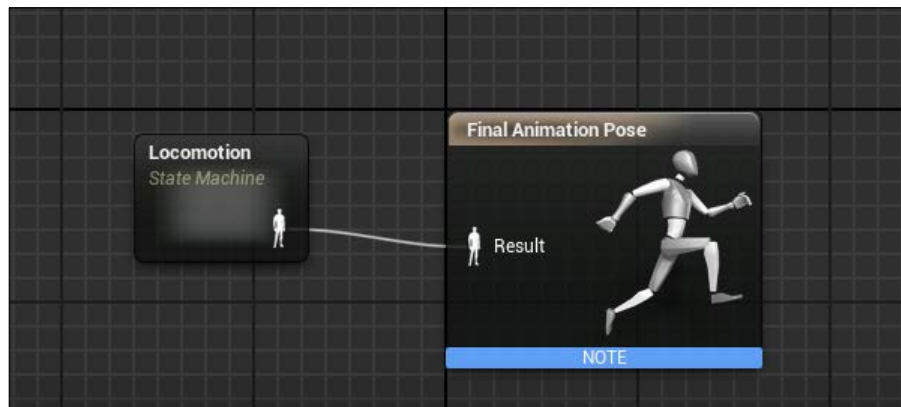 Locomotion
State Machine
Final Animation Pose
Result
NOTE